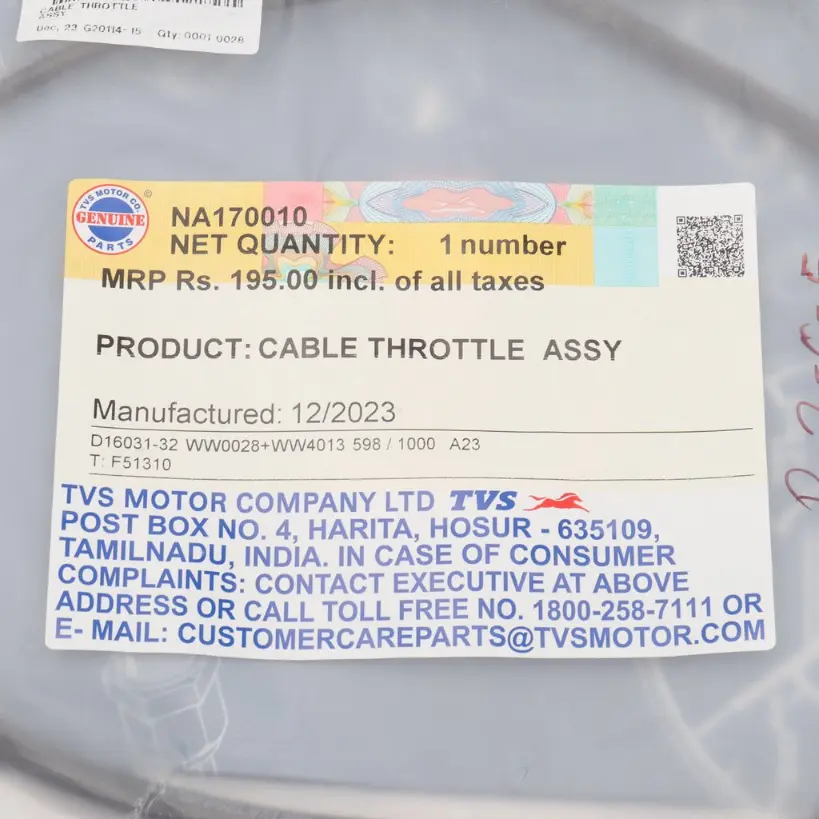 CABLE THROTTLE
ASSY
Dec, 23 G20114-15 Qty: 0001 0028
TVS MOTOR CO. ©
GENUINE
PARTS
NA170010
NET QUANTITY: 1 number
MRP Rs. 195.00 incl. of all taxes
PRODUCT: CABLE THROTTLE ASSY
Manufactured: 12/2023
D16031-32 WW0028+WW4013 598 / 1000 A23
T: F51310
TVS MOTOR COMPANY LTD TVS
POST BOX NO. 4, HARITA, HOSUR - 635109,
TAMILNADU, INDIA. IN CASE OF CONSUMER
COMPLAINTS: CONTACT EXECUTIVE AT ABOVE
ADDRESS OR CALL TOLL FREE NO. 1800-258-7111 OR
E- MAIL: CUSTOMERCAREPARTS@TVSMOTOR.COM